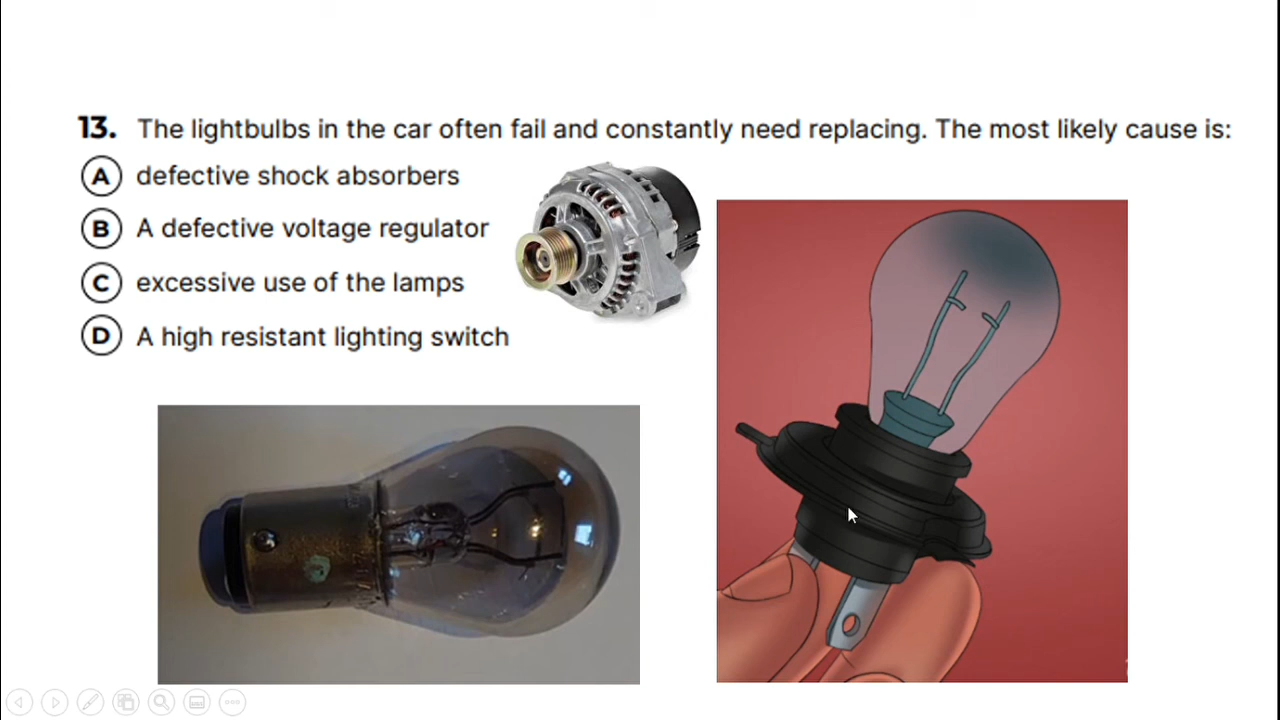 13. The lightbulbs in the car often fail and constantly need replacing. The most likely cause is:
A defective shock absorbers
B A defective voltage regulator
C excessive use of the lamps
D A high resistant lighting switch